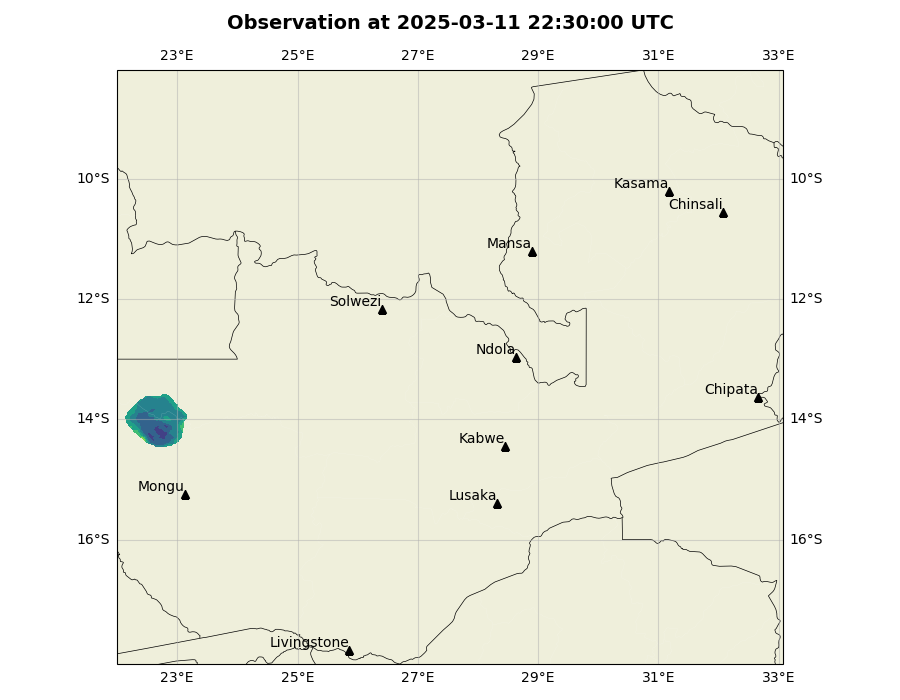 Observation at 2025-03-11 22:30:00 UTC
23°E 25°E 27°E 29°E 31°E 33°E
10°S 10°S
Kasama
Chinsali
Mansa
12°S 12°S
Solwezi
Ndola
Chipata
14°S 14°S
Kabwe
Mongu
Lusaka
16°S 16°S
Livingstone
23°E 25°E 27°E 29°E 31°E 33°E